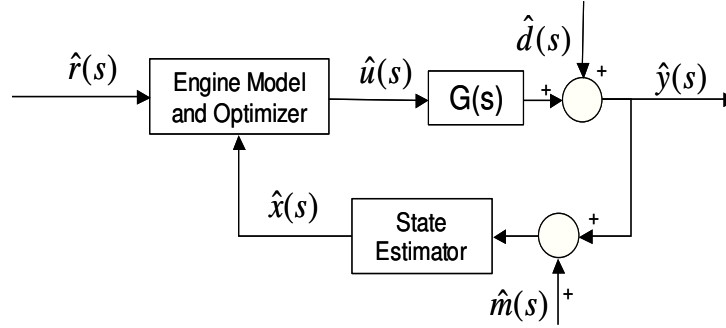 d̂(s)
r̂(s)
Engine Model
and Optimizer
û(s)
G(s)
+
+
ŷ(s)
x̂(s)
State
Estimator
+
m̂(s)
+